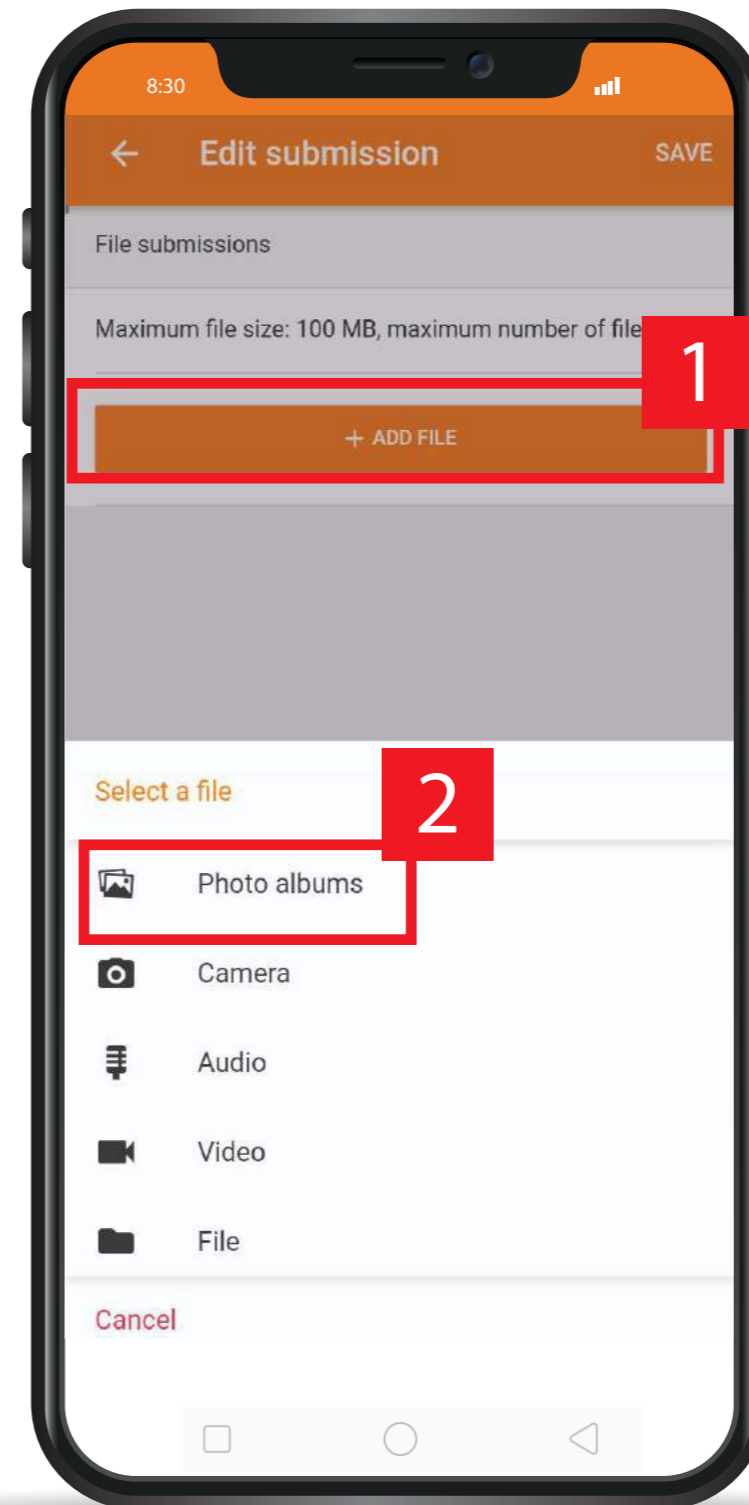 8:30
Edit submission SAVE
File submissions
Maximum file size: 100 MB, maximum number of file
1
+ ADD FILE
Select a file
2
Photo albums
Camera
Audio
Video
File
Cancel